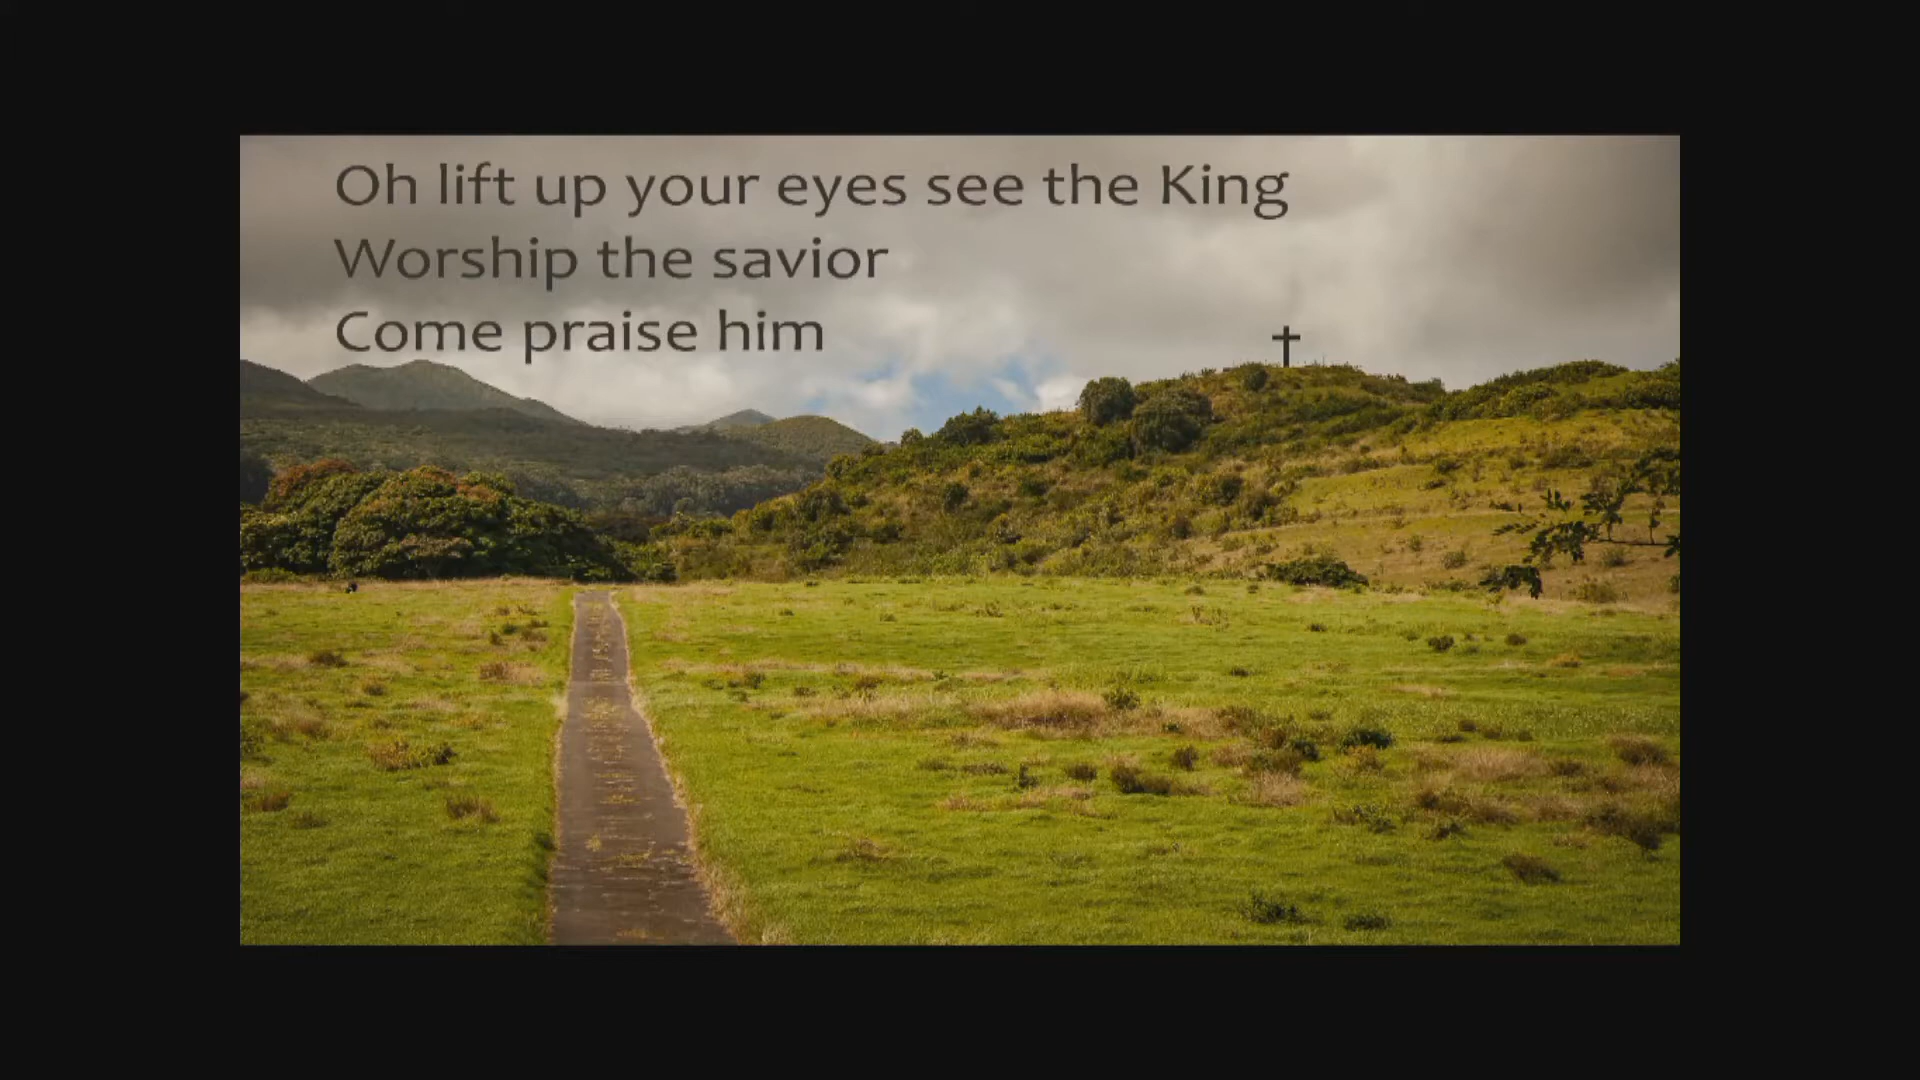 Oh lift up your eyes see the King
Worship the savior
Come praise him